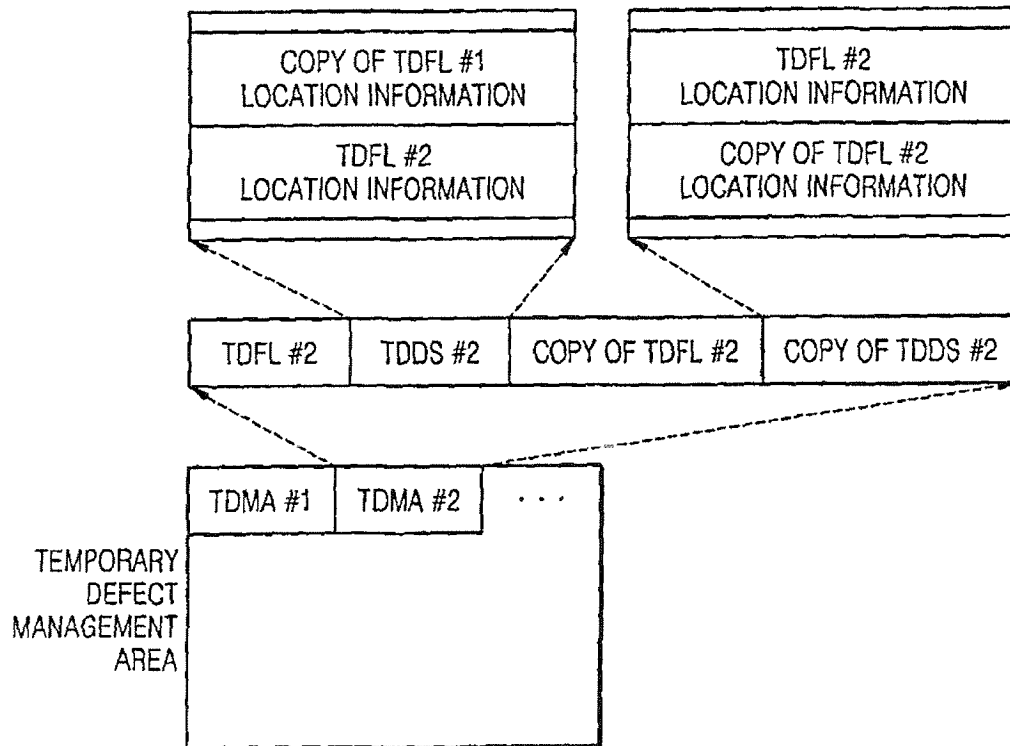 COPY OF TDFL #1
LOCATION INFORMATION
TDFL #2
LOCATION INFORMATION
TDFL #2
LOCATION INFORMATION
COPY OF TDFL #2
LOCATION INFORMATION
TDFL #2
TDDS #2
COPY OF TDFL #2
COPY OF TDDS #2
TDMA #1
TDMA #2
. . .
TEMPORARY
DEFECT
MANAGEMENT
AREA